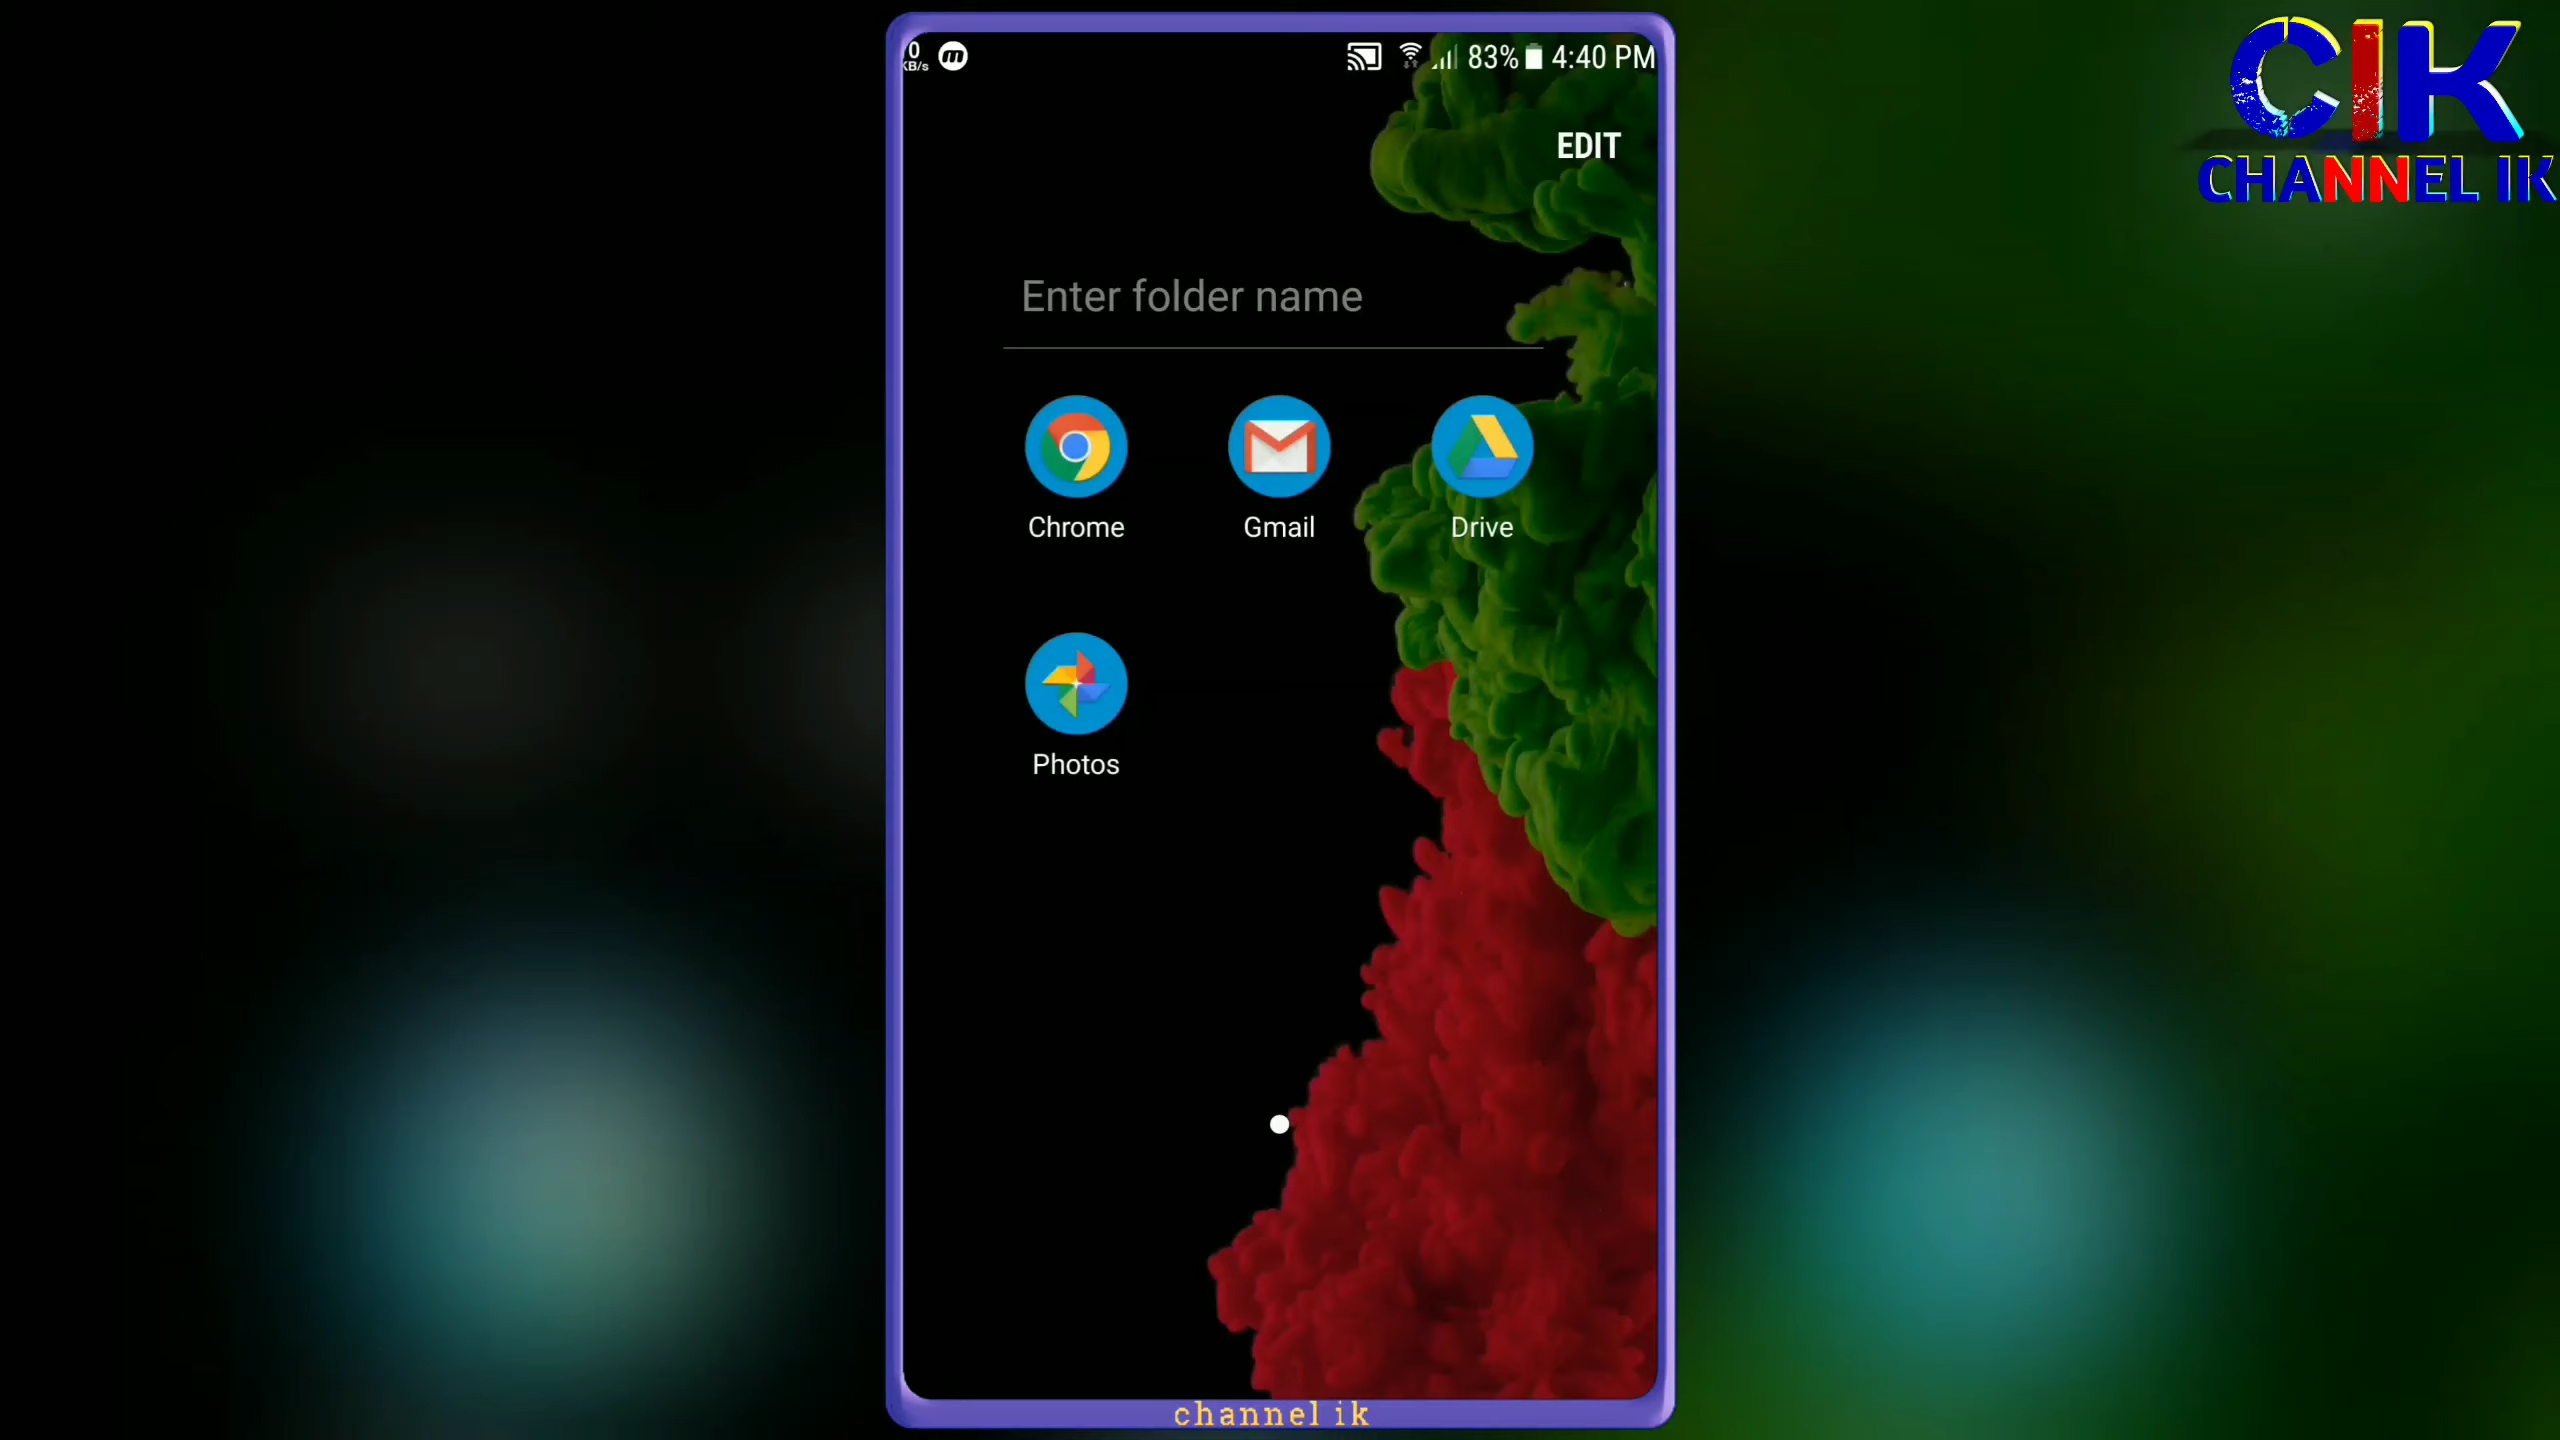 0
KB/s
83%
4:40 PM
CIK
CHANNEL IK
EDIT
Enter folder name
Chrome
Gmail
Drive
Photos
channel ik